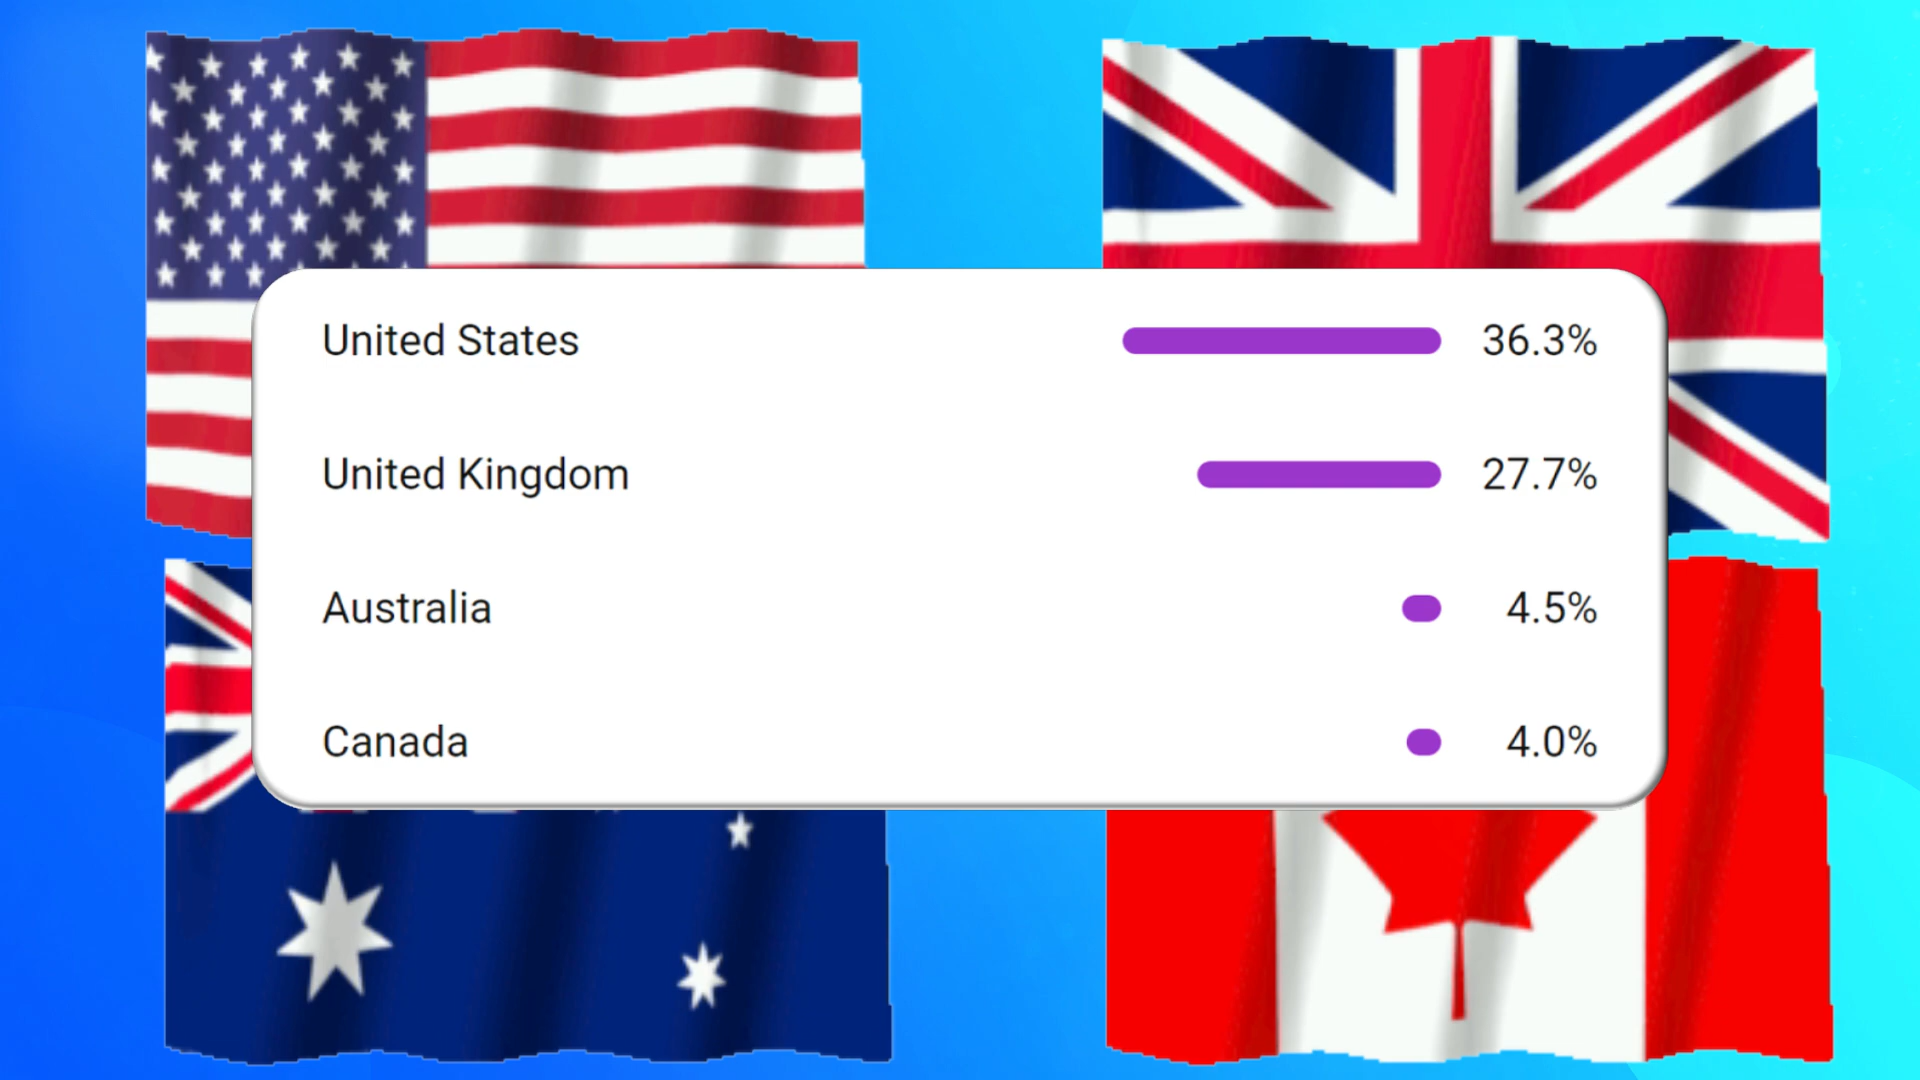 United States 36.3%
United Kingdom 27.7%
Australia 4.5%
Canada 4.0%